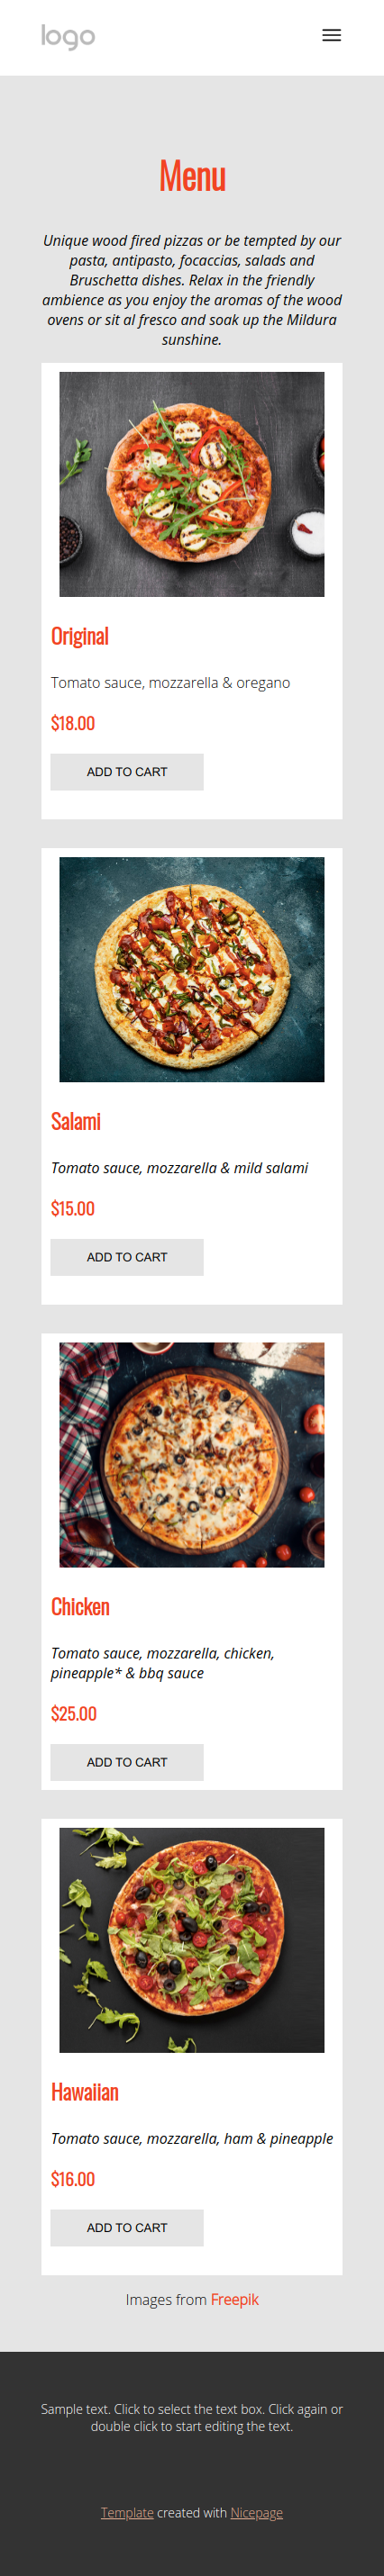 logo
Menu
Unique wood fired pizzas or be tempted by our
pasta, antipasto, focaccias, salads and
Bruschetta dishes. Relax in the friendly
ambience as you enjoy the aromas of the wood
ovens or sit al fresco and soak up the Mildura
sunshine.
Original
Tomato sauce, mozzarella & oregano
$18.00
ADD TO CART
Salami
Tomato sauce, mozzarella & mild salami
$15.00
ADD TO CART
Chicken
Tomato sauce, mozzarella, chicken,
pineapple* & bbq sauce
$25.00
ADD TO CART
Hawaiian
Tomato sauce, mozzarella, ham & pineapple
$16.00
ADD TO CART
Images from Freepik
Sample text. Click to select the text box. Click again or
double click to start editing the text.
Template created with Nicepage